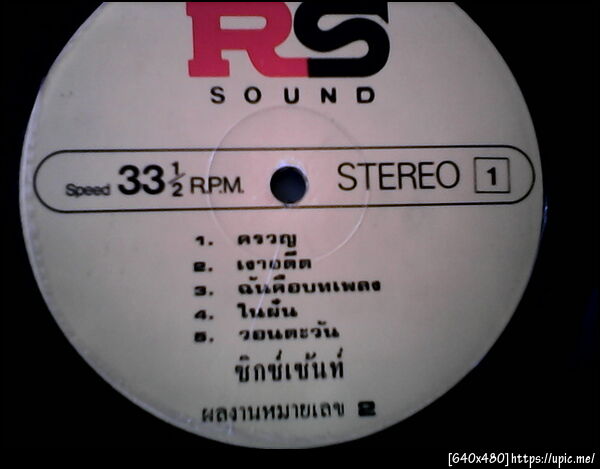 RS
SOUND
Speed 33 1/2 R.P.M. STEREO 1
1. ครวญ
2. เงาอดีต
3. ฉันคือบทเพลง
4. ในฝัน
5. วอนตะวัน
ซิกซ์เซ้นท์
ผลงานหมายเลข 2
[640x480]https://upic.me/